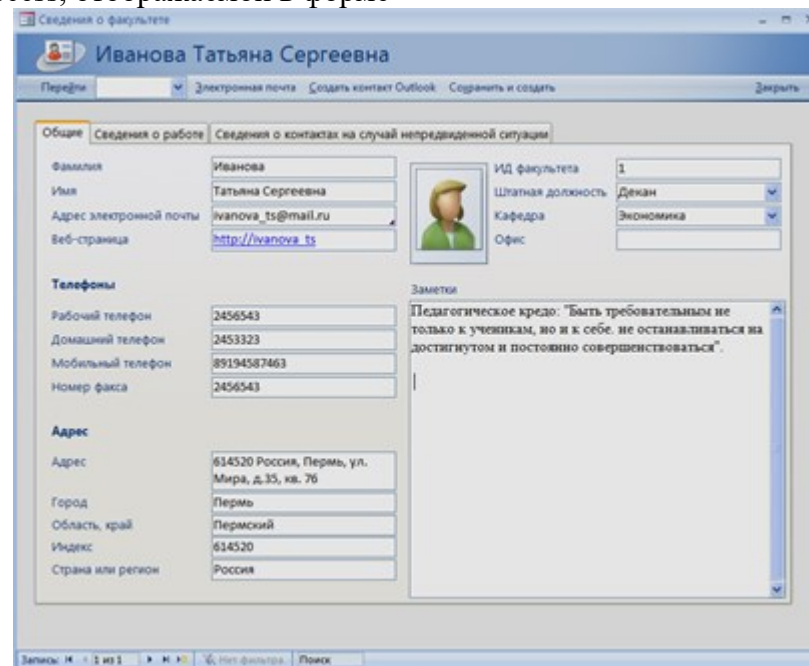 отображаемой в форме
Сведения о факультете
Иванова Татьяна Сергеевна
Перейти Электронная почта Создать контакт Outlook Сохранить и создать Закрыть
Общие Сведения о работе Сведения о контактах на случай непредвиденной ситуации
Фамилия Иванова
Имя Татьяна Сергеевна
Адрес электронной почты ivanova_ts@mail.ru
Веб-страница http://ivanova_ts
ИД факультета 1
Штатная должность Декан
Кафедра Экономика
Офис
Телефоны
Рабочий телефон 2456543
Домашний телефон 2453323
Мобильный телефон 89194587463
Номер факса 2456543
Адрес
Адрес 614520 Россия, Пермь, ул.
Мира, д.35, кв. 76
Город Пермь
Область, край Пермский
Индекс 614520
Страна или регион Россия
Заметки
Педагогическое кредо: "Быть требовательным не
только к ученикам, но и к себе. не останавливаться на
достигнутом и постоянно совершенствоваться".
Запись: 1 из 1 Нет фильтра Поиск